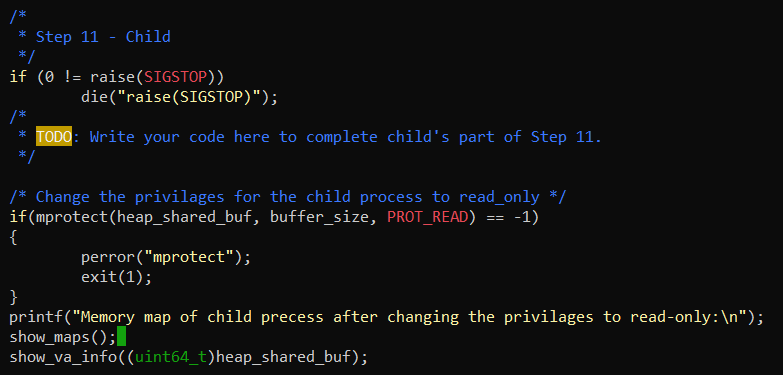 /*
 * Step 11 - Child
 */
if (0 != raise(SIGSTOP))
        die("raise(SIGSTOP)");
/*
 * TODO: Write your code here to complete child's part of Step 11.
 */

/* Change the privilages for the child process to read_only */
if(mprotect(heap_shared_buf, buffer_size, PROT_READ) == -1)
{
        perror("mprotect");
        exit(1);
}
printf("Memory map of child precess after changing the privilages to read-only:\n");
show_maps();
show_va_info((uint64_t)heap_shared_buf);